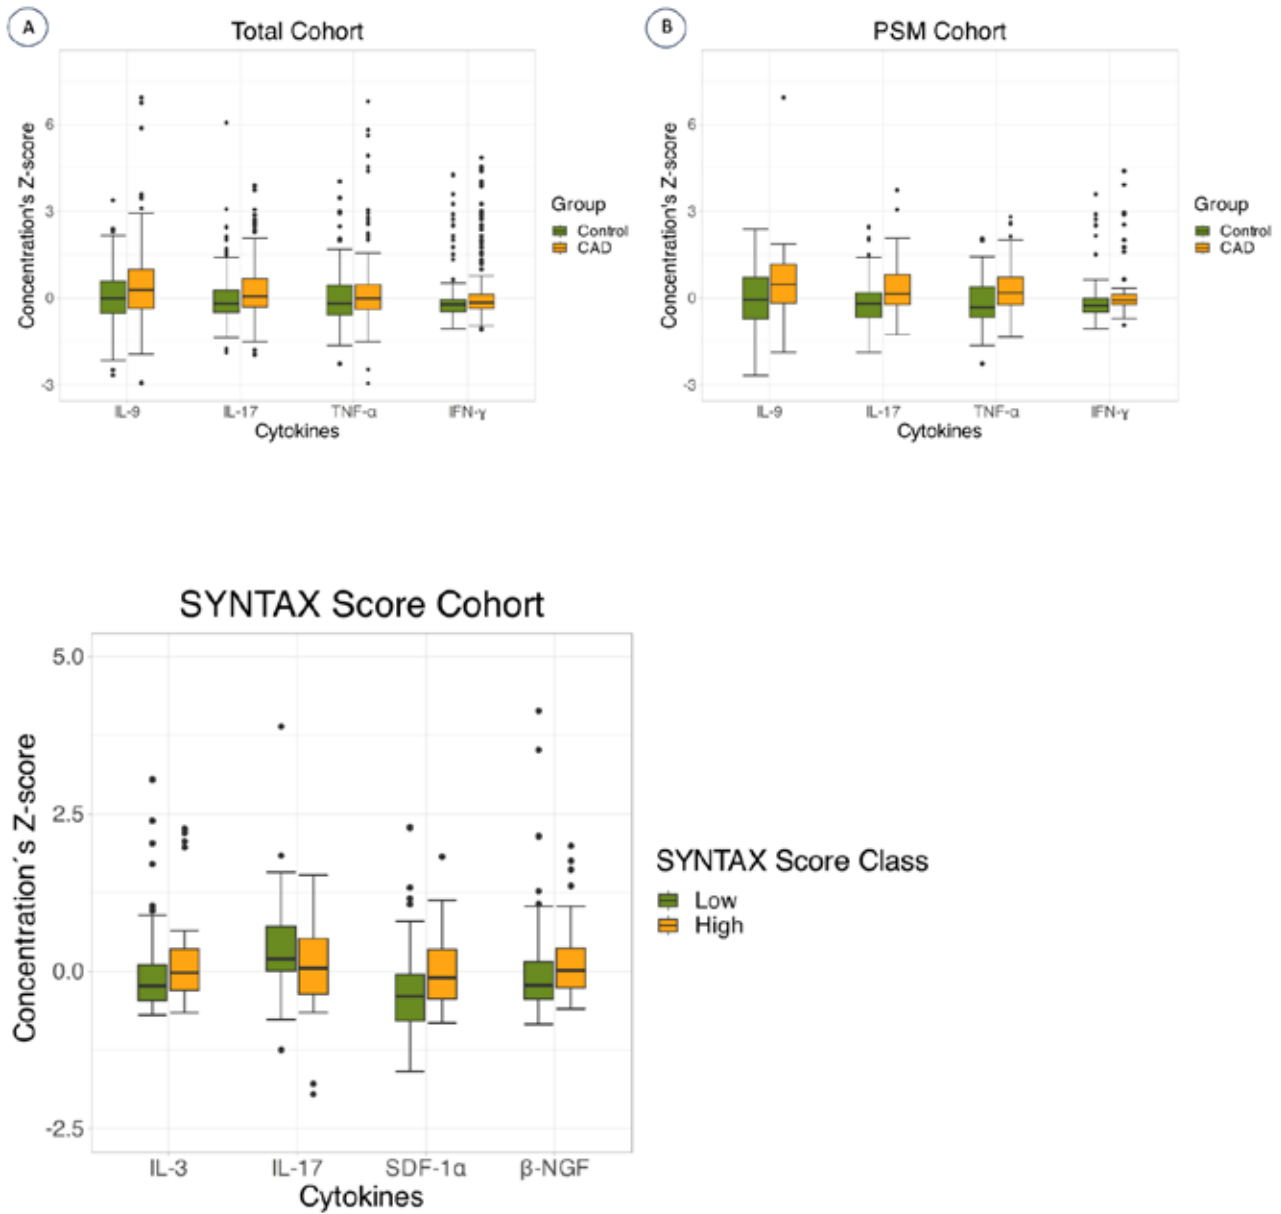 A
Total Cohort
Concentration's Z-score
6
3
0
-3
IL-9 IL-17 TNF-α IFN-γ
Cytokines
Group
Control
CAD
B
PSM Cohort
Concentration's Z-score
6
3
0
-3
IL-9 IL-17 TNF-α IFN-γ
Cytokines
Group
Control
CAD
SYNTAX Score Cohort
Concentration´s Z-score
5.0
2.5
0.0
-2.5
IL-3 IL-17 SDF-1α β-NGF
Cytokines
SYNTAX Score Class
Low
High